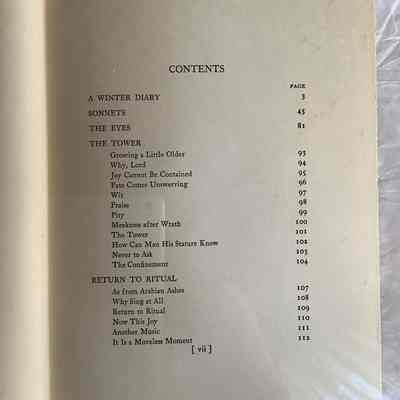 CONTENTS
PAGE
A WINTER DIARY 3
SONNETS 45
THE EYES 81
THE TOWER
Growing a Little Older 93
Why, Lord 94
Joy Cannot Be Contained 95
Fate Comes Unswerving 96
Wit 97
Praise 98
Pity 99
Meekness after Wrath 100
The Tower 101
How Can Man His Stature Know 102
Never to Ask 103
The Confinement 104
RETURN TO RITUAL
As from Arabian Ashes 107
Why Sing at All 108
Return to Ritual 109
Now This Joy 110
Another Music 111
It Is a Moveless Moment 112
[ vii ]